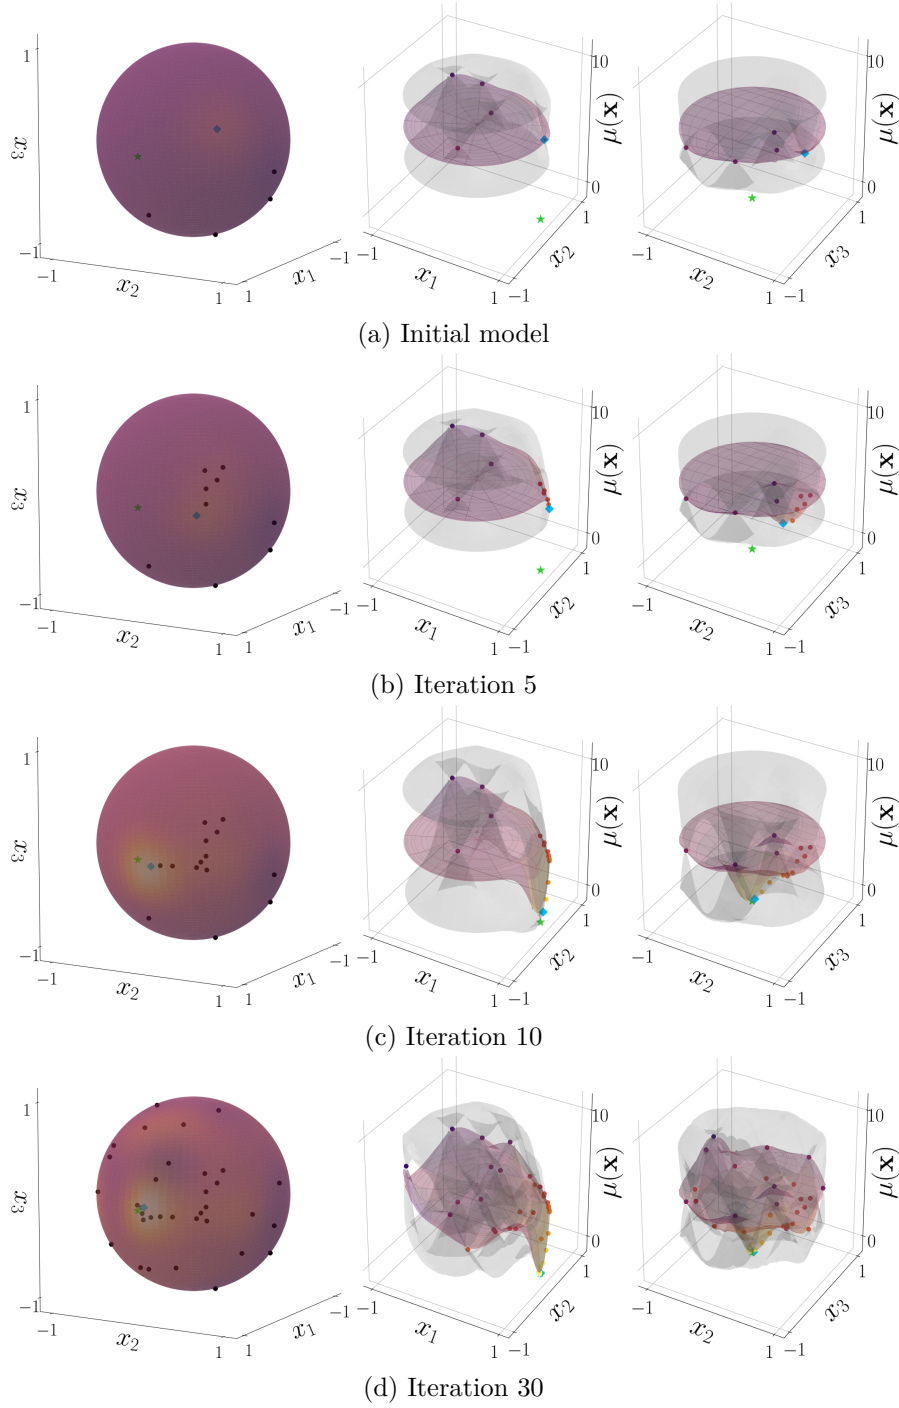 1
x₃
−1
−1
x₂
1
1
x₁
−1
10
μ(𝐱)
0
−1
x₁
1
−1
x₂
1
10
μ(𝐱)
0
−1
x₂
1
−1
x₃
1
(a) Initial model
1
x₃
−1
−1
x₂
1
1
x₁
−1
10
μ(𝐱)
0
−1
x₁
1
−1
x₂
1
10
μ(𝐱)
0
−1
x₂
1
−1
x₃
1
(b) Iteration 5
1
x₃
−1
−1
x₂
1
1
x₁
−1
10
μ(𝐱)
0
−1
x₁
1
−1
x₂
1
10
μ(𝐱)
0
−1
x₂
1
−1
x₃
1
(c) Iteration 10
1
x₃
−1
−1
x₂
1
1
x₁
−1
10
μ(𝐱)
0
−1
x₁
1
−1
x₂
1
10
μ(𝐱)
0
−1
x₂
1
−1
x₃
1
(d) Iteration 30